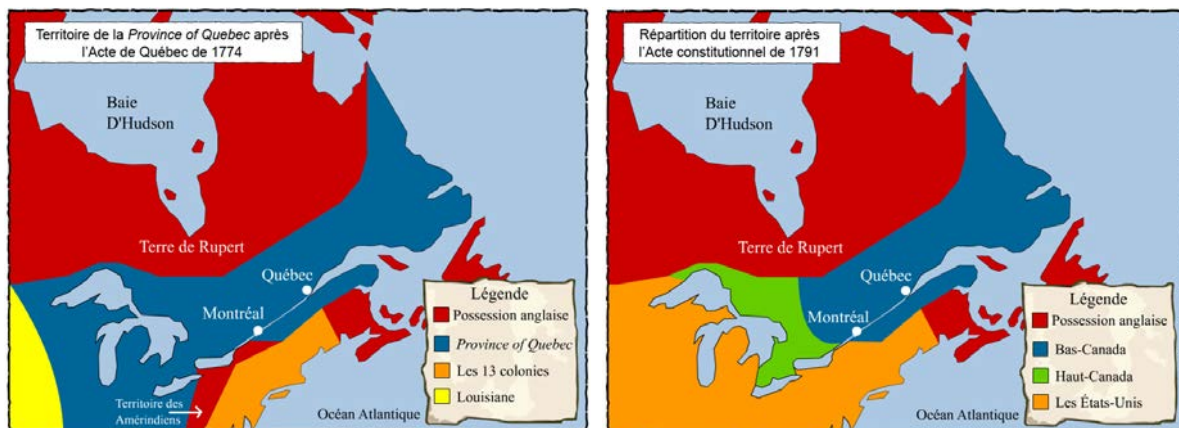 Territoire de la Province of Quebec après
l'Acte de Québec de 1774
Baie
D'Hudson
Terre de Rupert
Québec
Montréal
Territoire des
Amérindiens
Océan Atlantique
Légende
Possession anglaise
Province of Quebec
Les 13 colonies
Louisiane
Répartition du territoire après
l'Acte constitutionnel de 1791
Baie
D'Hudson
Terre de Rupert
Québec
Montréal
Océan Atlantique
Légende
Possession anglaise
Bas-Canada
Haut-Canada
Les États-Unis